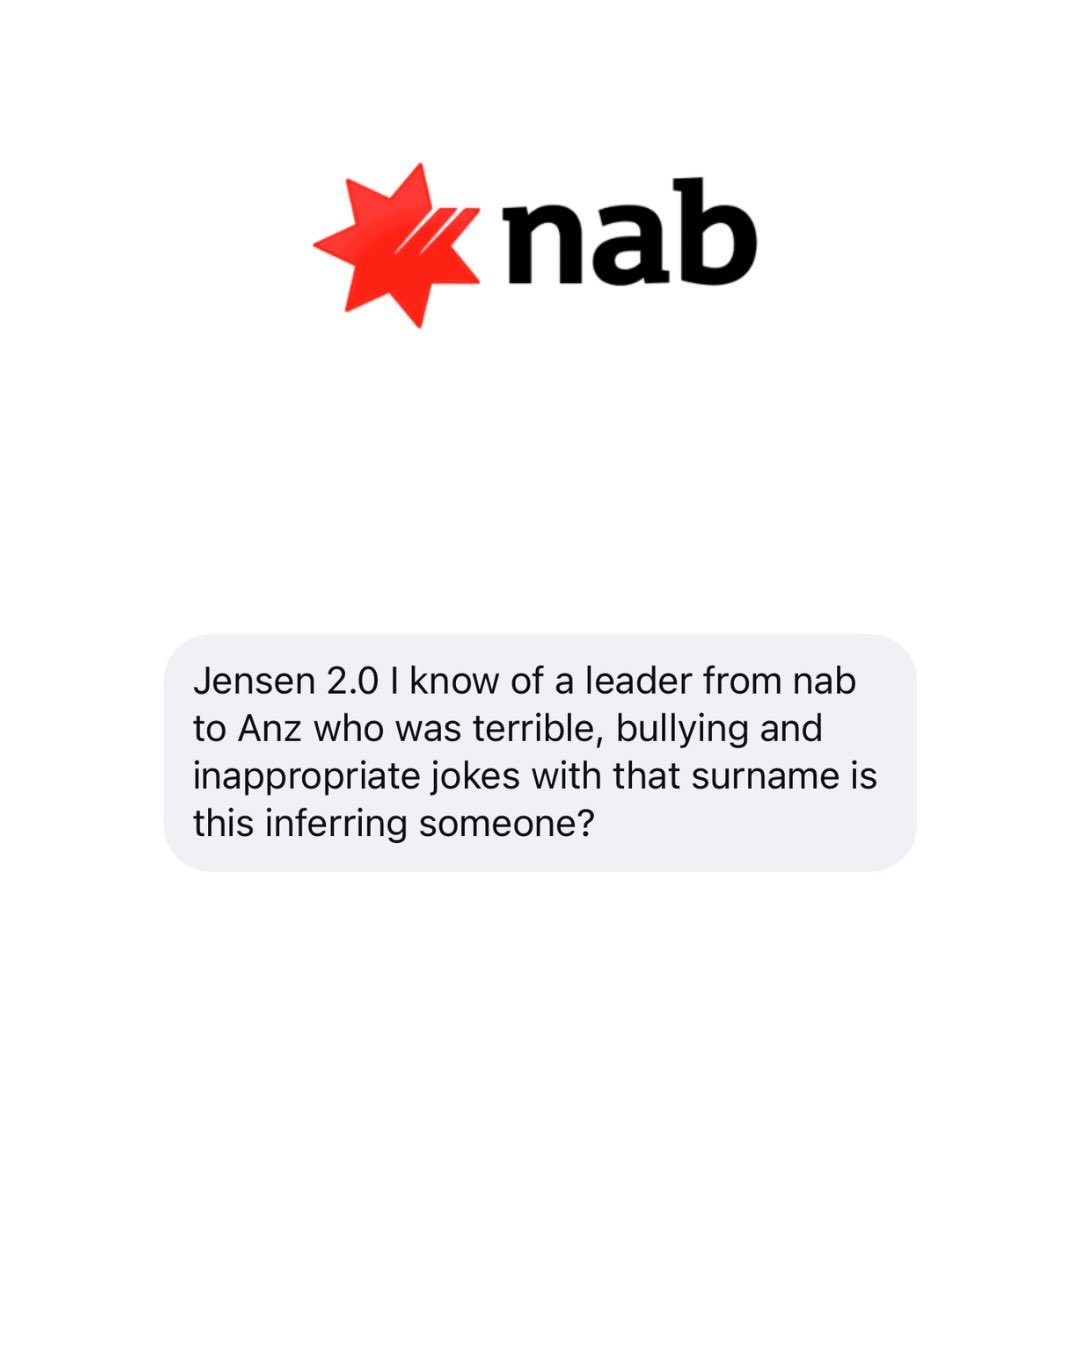 nab
Jensen 2.0 I know of a leader from nab
to Anz who was terrible, bullying and
inappropriate jokes with that surname is
this inferring someone?